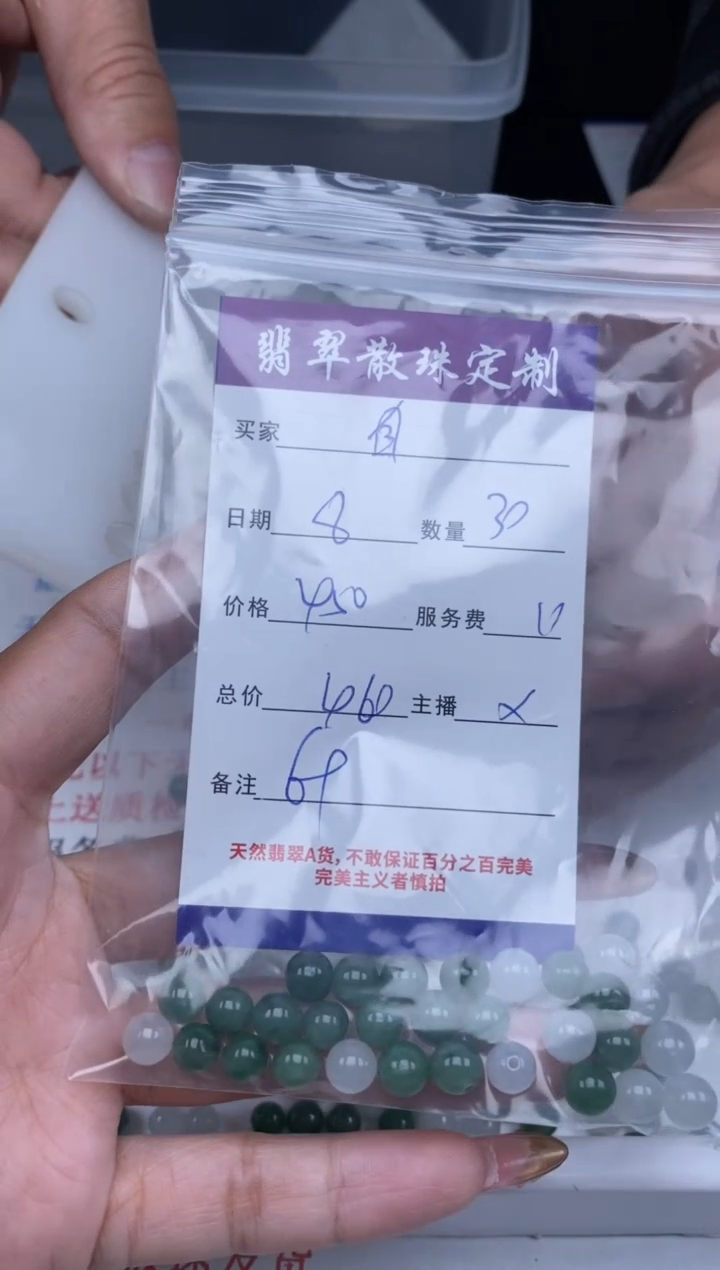 翡翠散珠定制
买家
日期 8 数量 30
价格 450 服务费 10
总价 460 主播
备注
天然翡翠A货,不敢保证百分之百完美
完美主义者慎拍